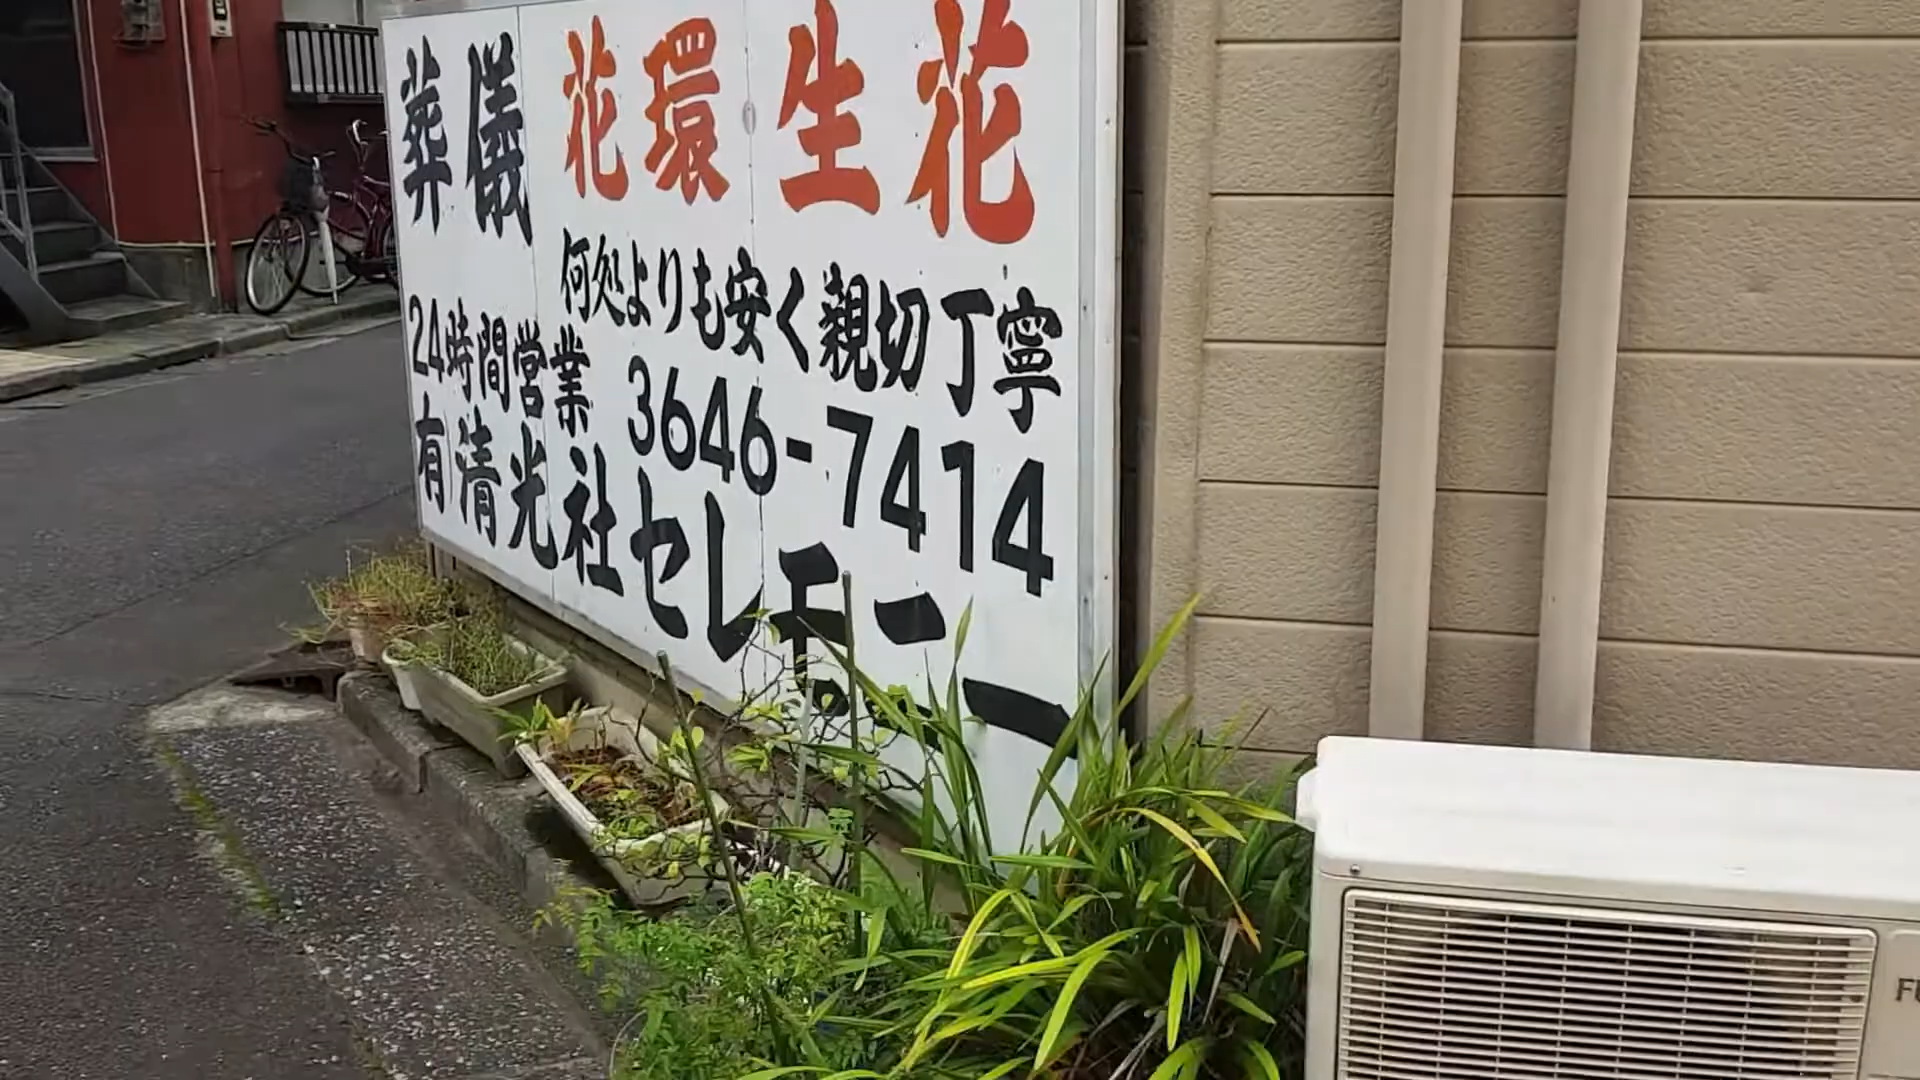 葬儀 花環 生花
何処よりも安く親切丁寧
24時間営業 3646-7414
有 清光社セレモニー
FU